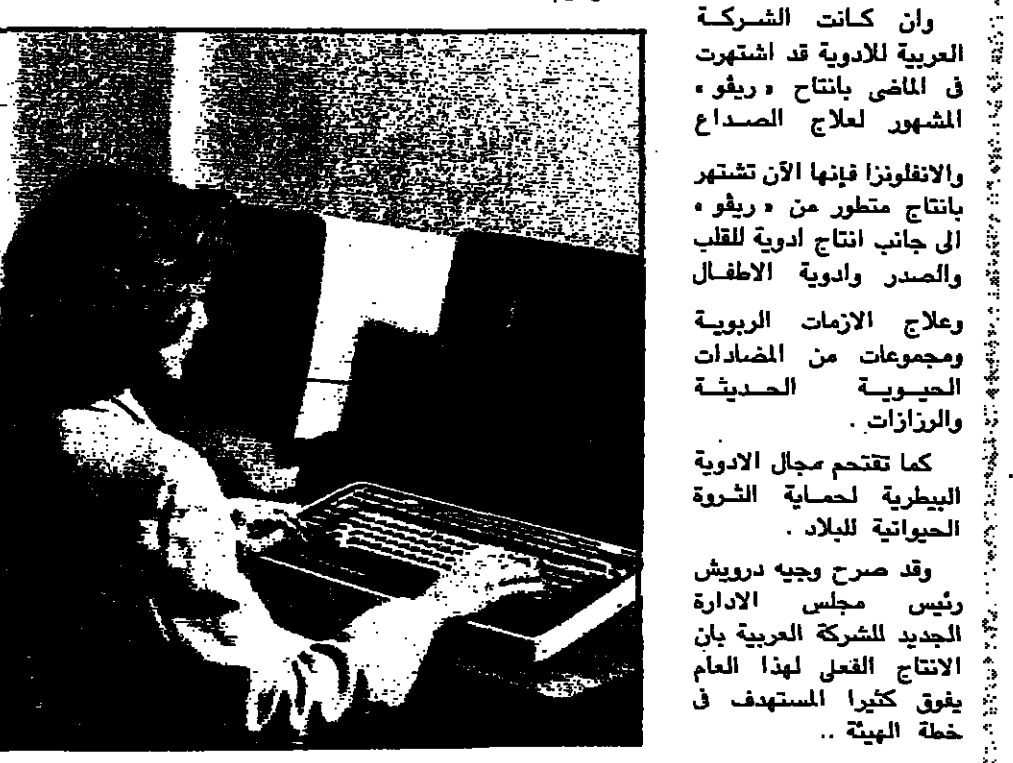 وان كانت الشركة
العربية للادوية قد اشتهرت
فى الماضى بانتاج « ريڤو »
المشهور لعلاج الصداع
والانفلونزا فإنها الآن تشتهر
بانتاج متطور من « ريڤو »
الى جانب انتاج ادوية للقلب
والصدر وادوية الاطفال
وعلاج الازمات الربوية
ومجموعات من المضادات
الحيوية الحديثة
والرزازات .
كما تقتحم مجال الادوية
البيطرية لحماية الثروة
الحيوانية للبلاد .
وقد صرح وجيه درويش
رئيس مجلس الادارة
الجديد للشركة العربية بان
الانتاج الفعلى لهذا العام
يفوق كثيرا المستهدف فى
خطة الهيئة ..